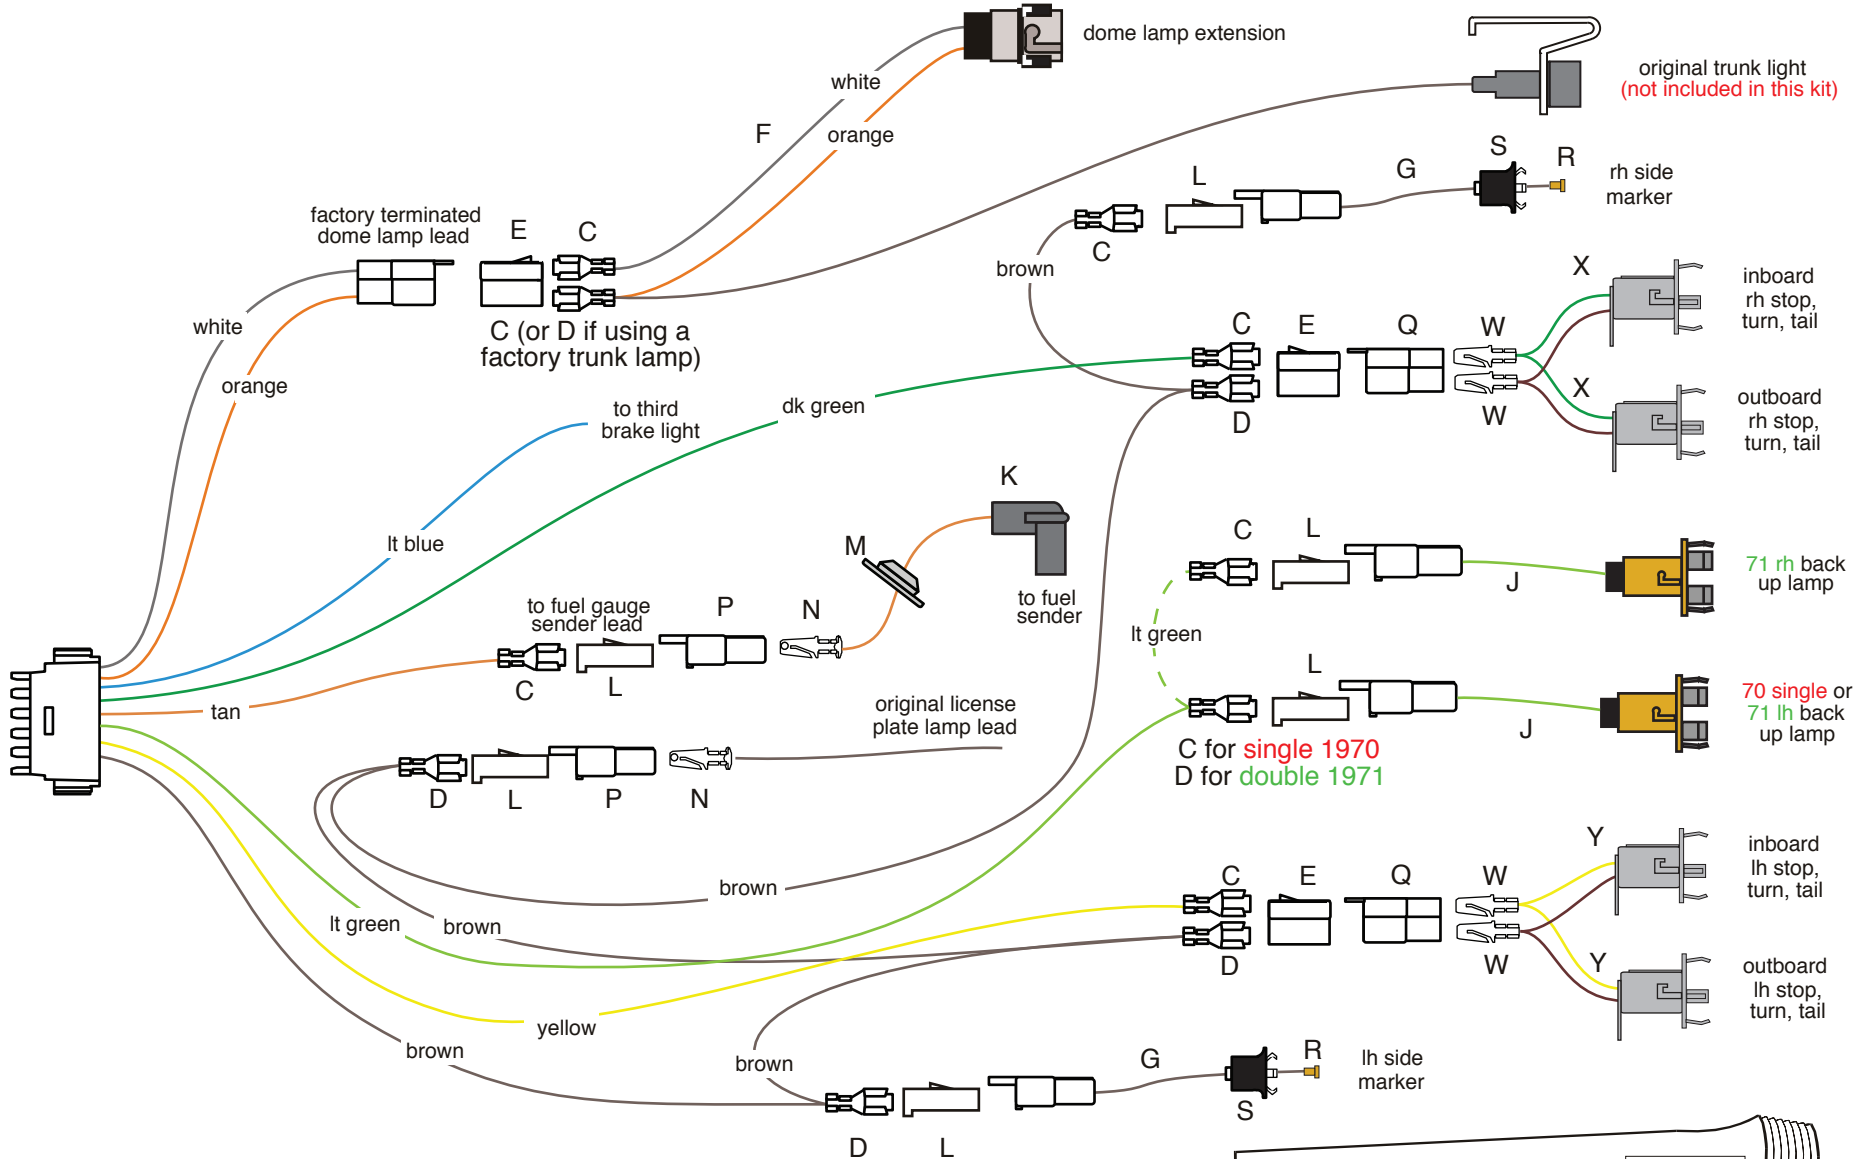 dome lamp extension
white
F
orange
original trunk light
(not included in this kit)
S
R
G
L
rh side
marker
C
factory terminated
dome lamp lead
E
C
brown
X
inboard
rh stop,
turn, tail
white
C (or D if using a
factory trunk lamp)
C
E
Q
W
orange
to third
brake light
dk green
D
W
X
outboard
rh stop,
turn, tail
K
lt blue
M
C
L
71 rh back
up lamp
J
to fuel gauge
sender lead
P
N
to fuel
sender
lt green
C
L
L
tan
original license
plate lamp lead
70 single or
71 lh back
up lamp
J
C for single 1970
D for double 1971
D
L
P
N
Y
inboard
lh stop,
turn, tail
brown
C
E
Q
W
lt green
brown
D
W
Y
outboard
lh stop,
turn, tail
yellow
brown
brown
G
R
lh side
marker
S
D
L